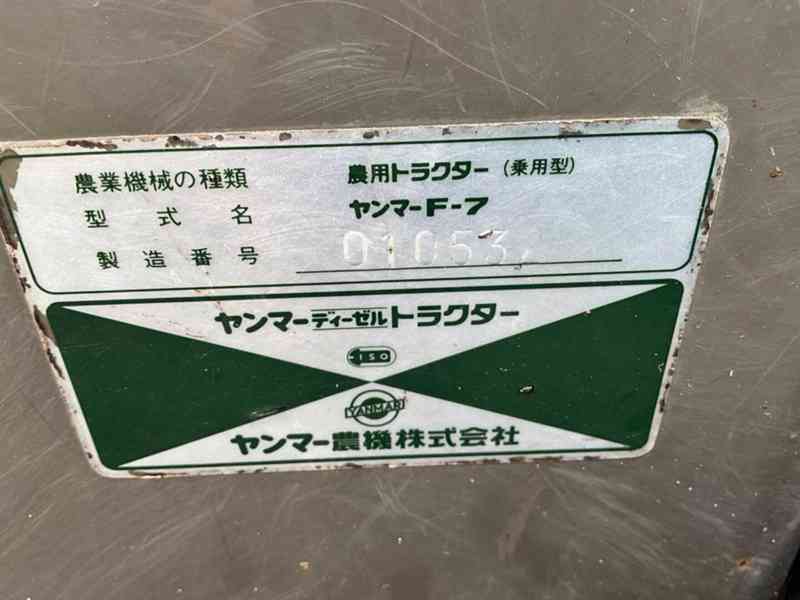 農業機械の種類 農用トラクター（乗用型）
型式名 ヤンマーF-7
製造番号 01053
ヤンマーディーゼルトラクター
ISO
YANMAR
ヤンマー農機株式会社